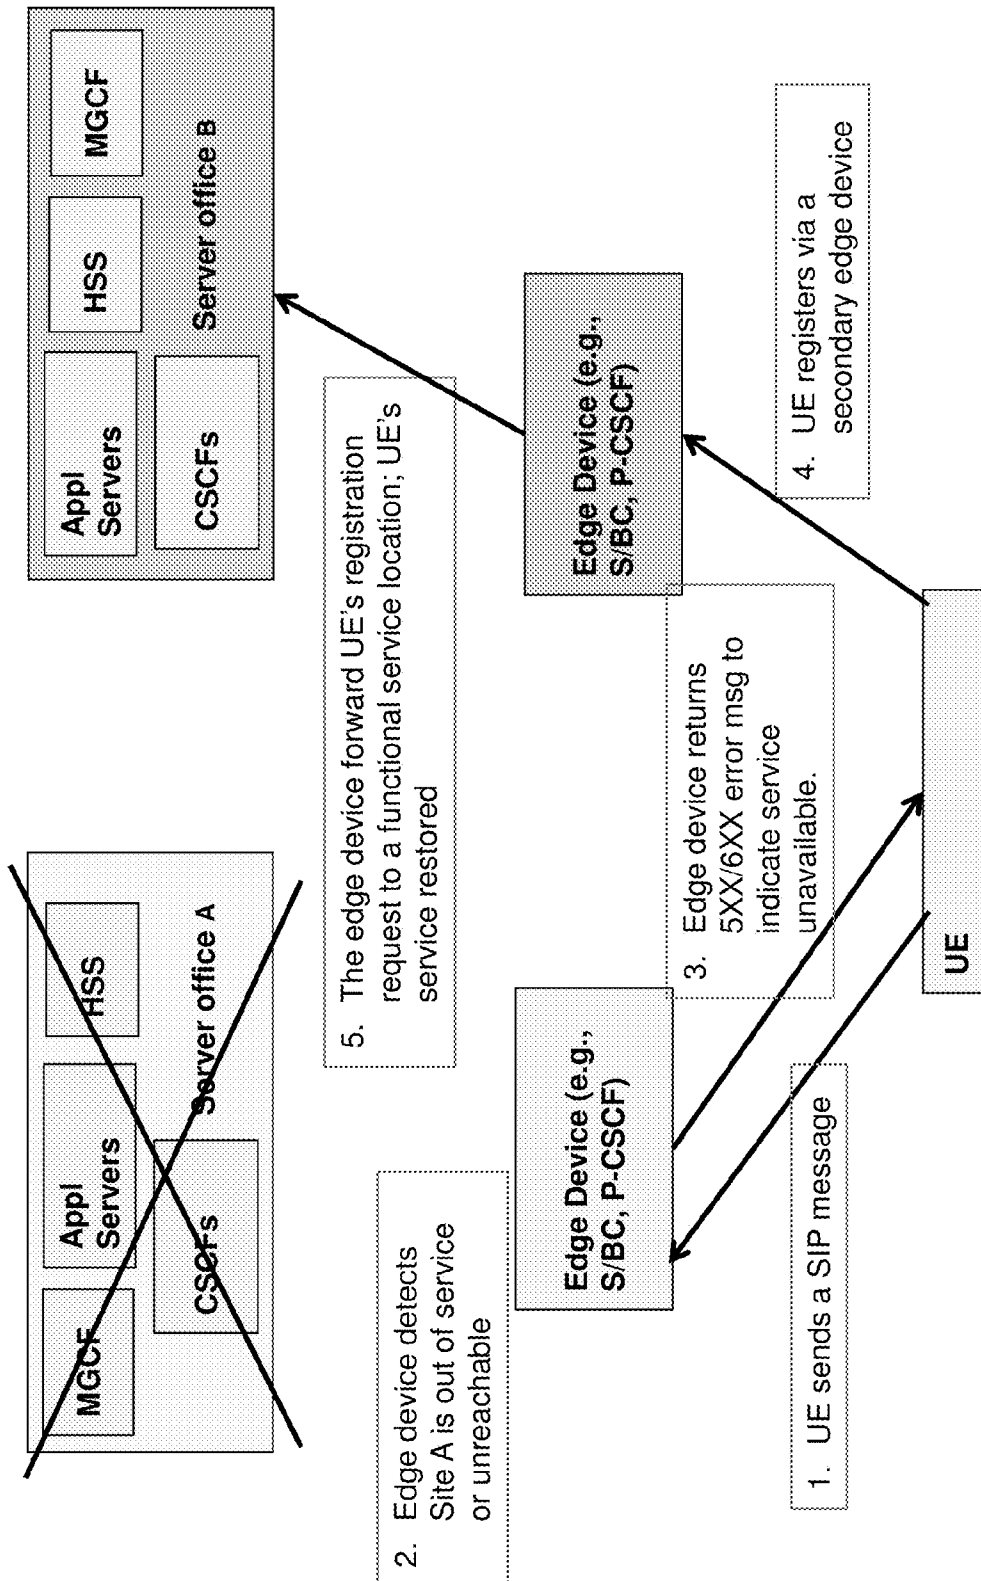 MGCF
Appl
Servers
HSS
CSCFs
Server office A
Appl
Servers
HSS
MGCF
CSCFs
Server office B
2. Edge device detects
Site A is out of service
or unreachable
5. The edge device forward UE's registration
request to a functional service location; UE's
service restored
Edge Device (e.g.,
S/BC, P-CSCF)
Edge Device (e.g.,
S/BC, P-CSCF)
3. Edge device returns
5XX/6XX error msg to
indicate service
unavailable.
1. UE sends a SIP message
4. UE registers via a
secondary edge device
UE